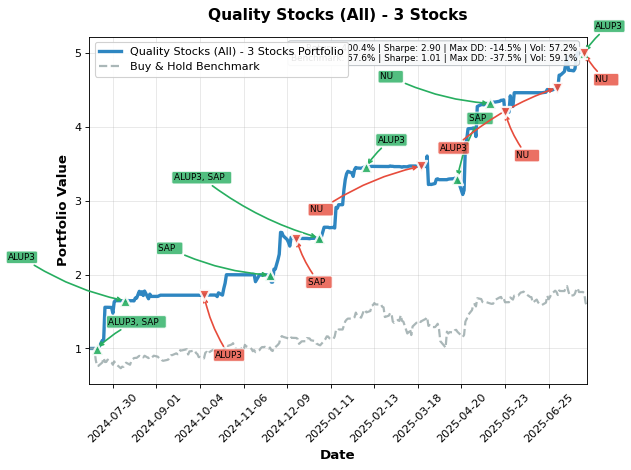 Quality Stocks (All) - 3 Stocks
ALUP3
Quality Stocks (All) - 3 Stocks Portfolio
Buy & Hold Benchmark
00.4% | Sharpe: 2.90 | Max DD: -14.5% | Vol: 57.2%
57.6% | Sharpe: 1.01 | Max DD: -37.5% | Vol: 59.1%
NU
NU
SAP
ALUP3
ALUP3
NU
ALUP3, SAP
NU
SAP
ALUP3
SAP
ALUP3, SAP
ALUP3
5
4
3
2
1
Portfolio Value
2024-07-30
2024-09-01
2024-10-04
2024-11-06
2024-12-09
2025-01-11
2025-02-13
2025-03-18
2025-04-20
2025-05-23
2025-06-25
Date